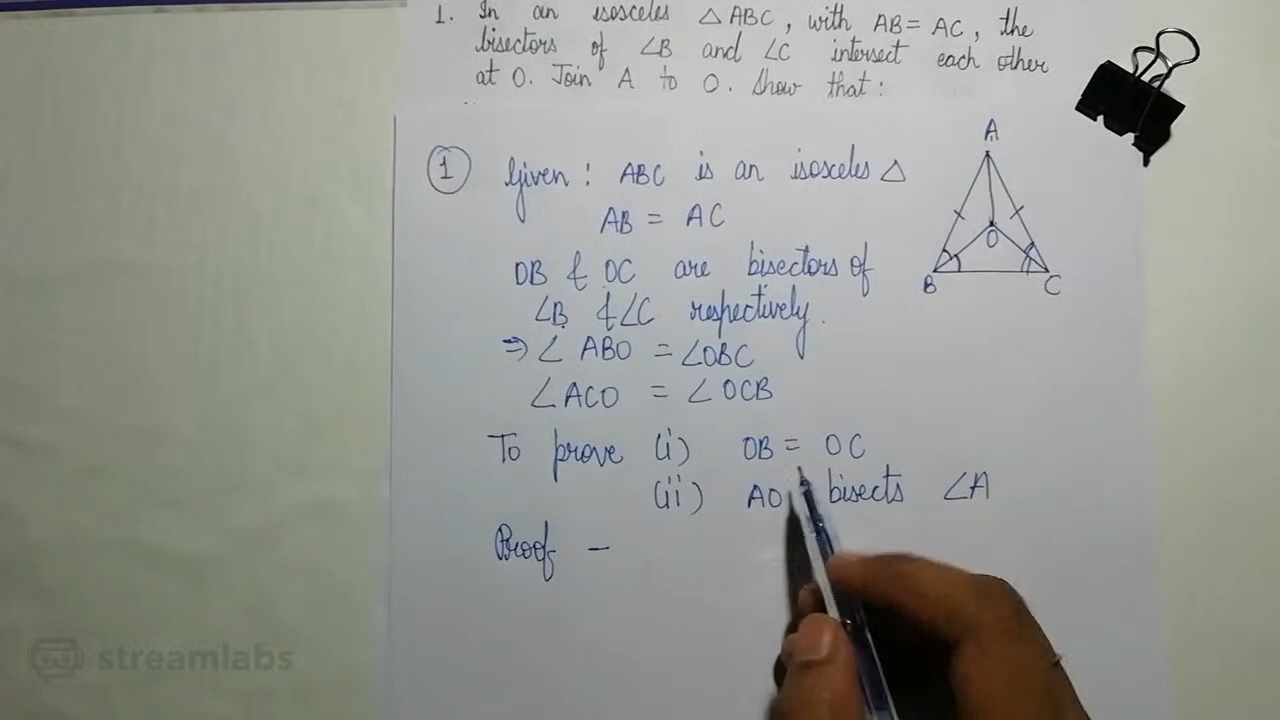 1. In an isosceles △ ABC, with AB = AC, the
bisectors of ∠B and ∠C intersect each other
at O. Join A to O. Show that :
1 Given : ABC is an isosceles △
AB = AC
OB & OC are bisectors of
∠B & ∠C respectively.
⇒ ∠ ABO = ∠OBC
∠ACO = ∠OCB
To prove (i) OB = OC
(ii) AO bisects ∠A
Proof –
A
O
B C
streamlabs